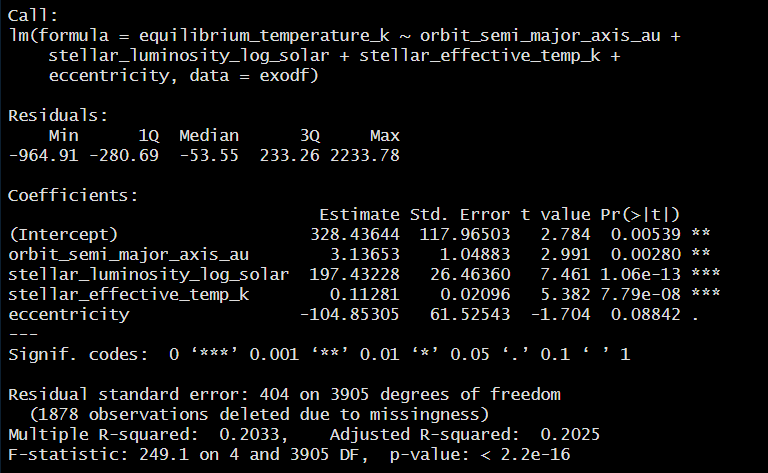 Call:
lm(formula = equilibrium_temperature_k ~ orbit_semi_major_axis_au +
    stellar_luminosity_log_solar + stellar_effective_temp_k +
    eccentricity, data = exodf)

Residuals:
    Min      1Q  Median      3Q     Max
-964.91 -280.69  -53.55  233.26 2233.78

Coefficients:
                              Estimate Std. Error t value Pr(>|t|)
(Intercept)                  328.43644  117.96503   2.784  0.00539 **
orbit_semi_major_axis_au       3.13653    1.04883   2.991  0.00280 **
stellar_luminosity_log_solar 197.43228   26.46360   7.461 1.06e-13 ***
stellar_effective_temp_k       0.11281    0.02096   5.382 7.79e-08 ***
eccentricity                -104.85305   61.52543  -1.704  0.08842 .
---
Signif. codes:  0 ‘***’ 0.001 ‘**’ 0.01 ‘*’ 0.05 ‘.’ 0.1 ‘ ’ 1

Residual standard error: 404 on 3905 degrees of freedom
  (1878 observations deleted due to missingness)
Multiple R-squared:  0.2033,    Adjusted R-squared:  0.2025
F-statistic: 249.1 on 4 and 3905 DF,  p-value: < 2.2e-16